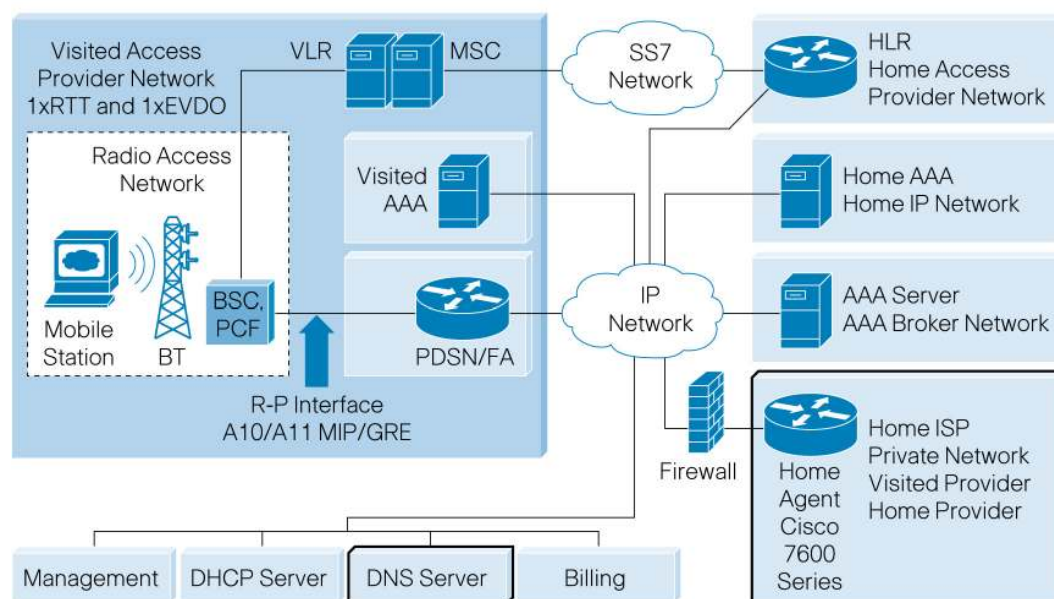 Visited Access
Provider Network
1xRTT and 1xEVDO
VLR
MSC
SS7
Network
HLR
Home Access
Provider Network
Radio Access
Network
Visited
AAA
Home AAA
Home IP Network
Mobile
Station
BT
BSC,
PCF
PDSN/FA
IP
Network
AAA Server
AAA Broker Network
R-P Interface
A10/A11 MIP/GRE
Firewall
Home
Agent
Cisco
7600
Series
Home ISP
Private Network
Visited Provider
Home Provider
Management
DHCP Server
DNS Server
Billing